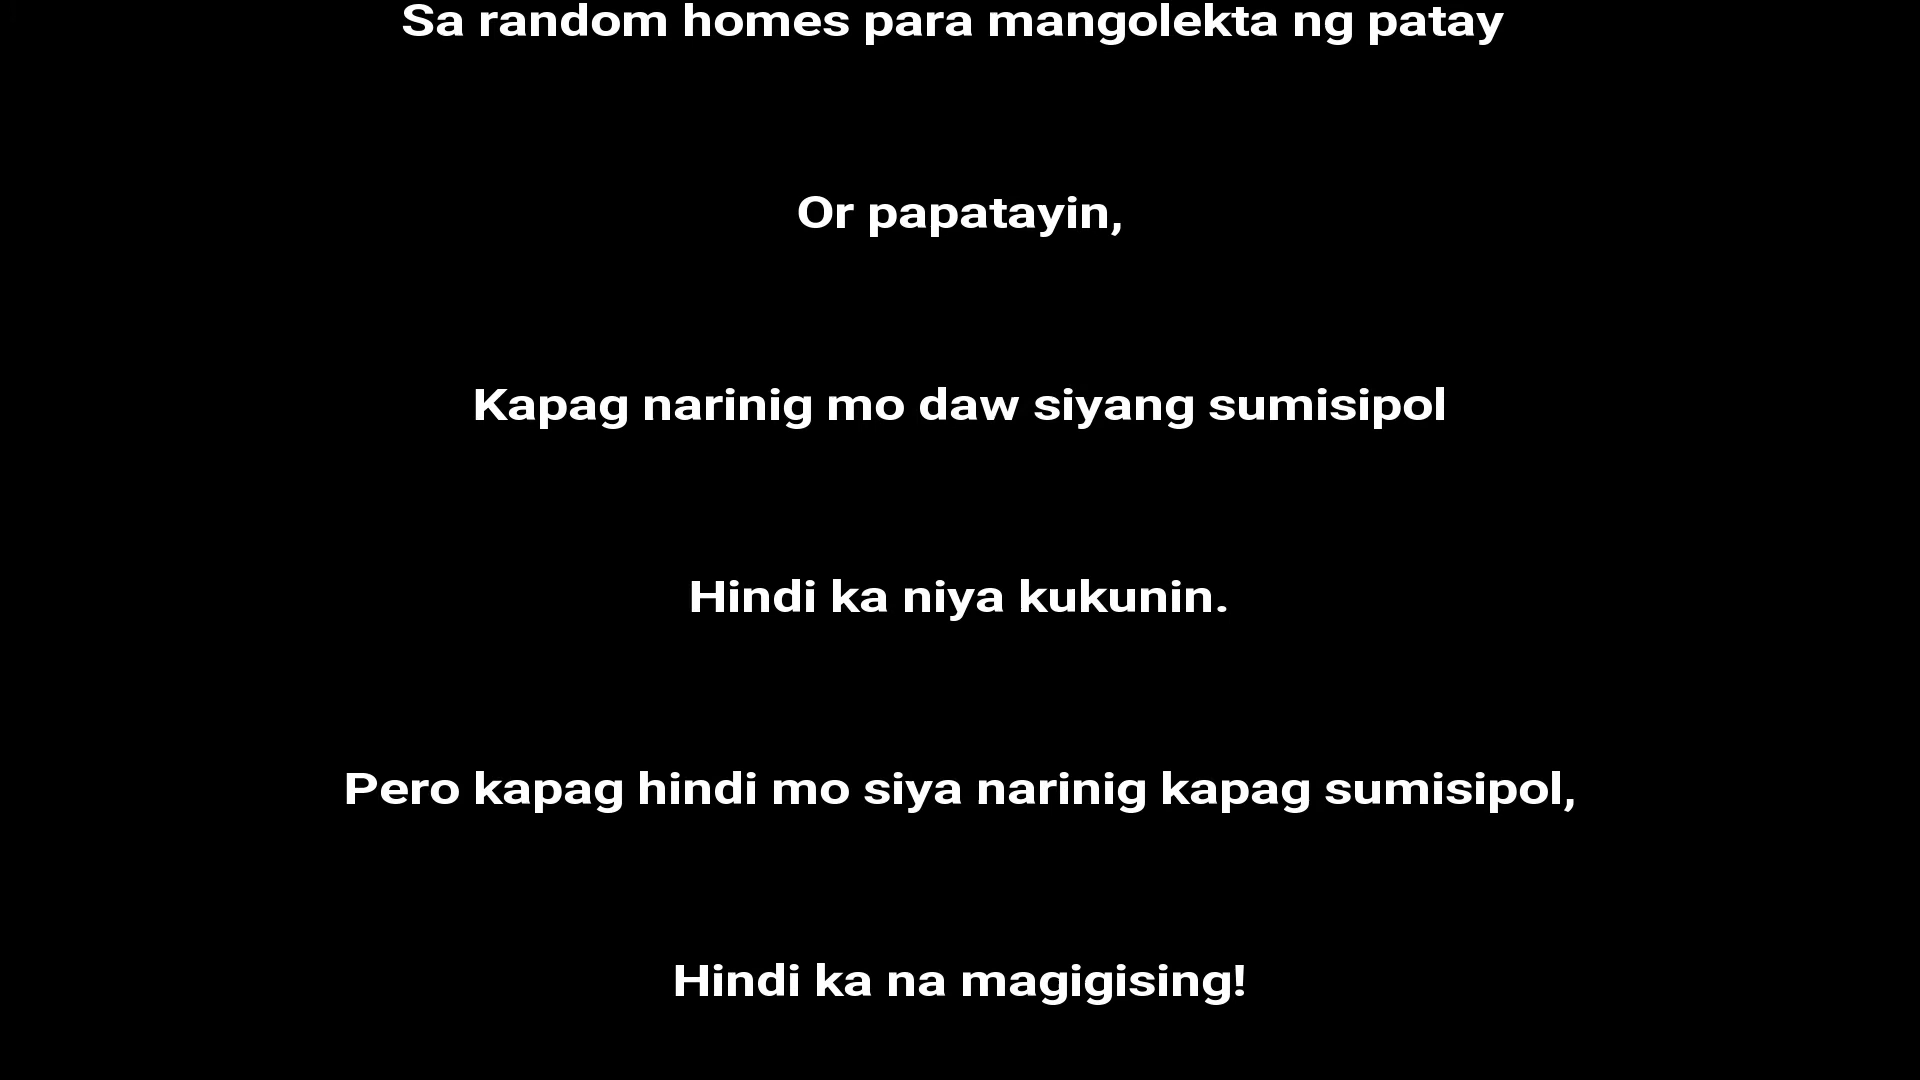 Sa random homes para mangolekta ng patay
Or papatayin,
Kapag narinig mo daw siyang sumisipol
Hindi ka niya kukunin.
Pero kapag hindi mo siya narinig kapag sumisipol,
Hindi ka na magigising!